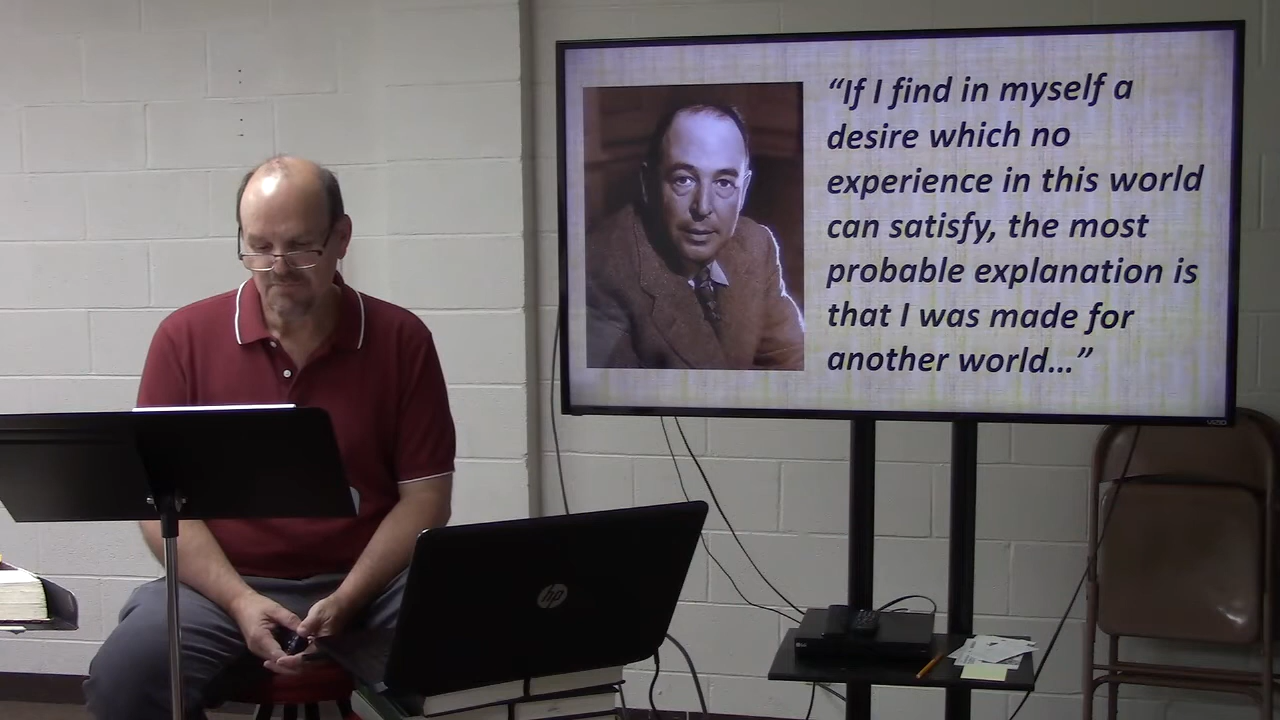 “If I find in myself a
desire which no
experience in this world
can satisfy, the most
probable explanation is
that I was made for
another world...”
VIZIO
hp